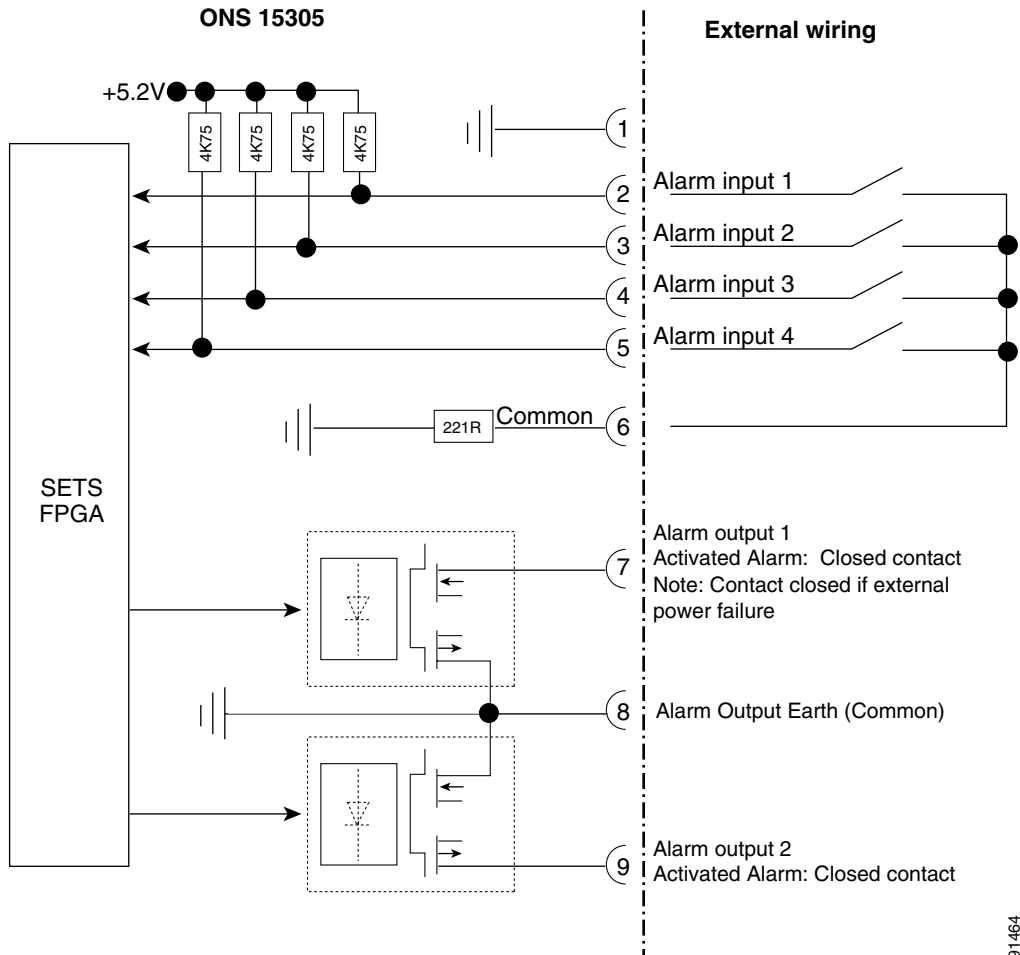 ONS 15305
External wiring
+5.2V
4K75
4K75
4K75
4K75
1
2
Alarm input 1
3
Alarm input 2
4
Alarm input 3
5
Alarm input 4
221R
Common
6
SETS
FPGA
7
Alarm output 1
Activated Alarm: Closed contact
Note: Contact closed if external
power failure
8
Alarm Output Earth (Common)
9
Alarm output 2
Activated Alarm: Closed contact
91464